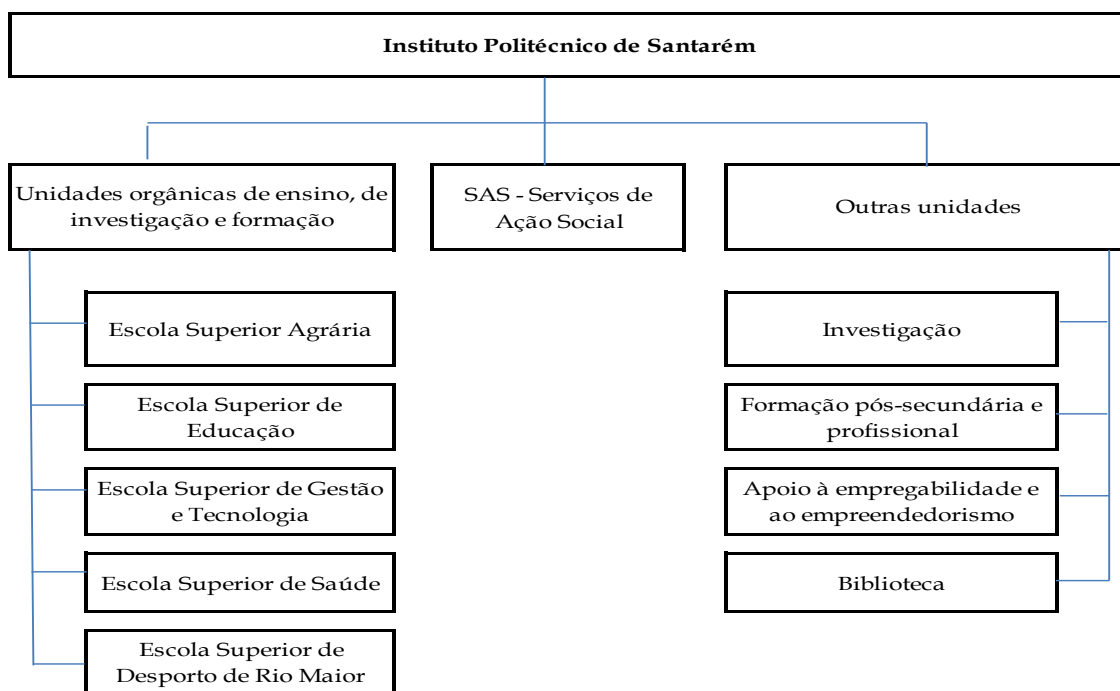 Instituto Politécnico de Santarém
Unidades orgânicas de ensino, de
investigação e formação
SAS - Serviços de
Ação Social
Outras unidades
Escola Superior Agrária
Escola Superior de
Educação
Escola Superior de Gestão
e Tecnologia
Escola Superior de Saúde
Escola Superior de
Desporto de Rio Maior
Investigação
Formação pós-secundária e
profissional
Apoio à empregabilidade e
ao empreendedorismo
Biblioteca